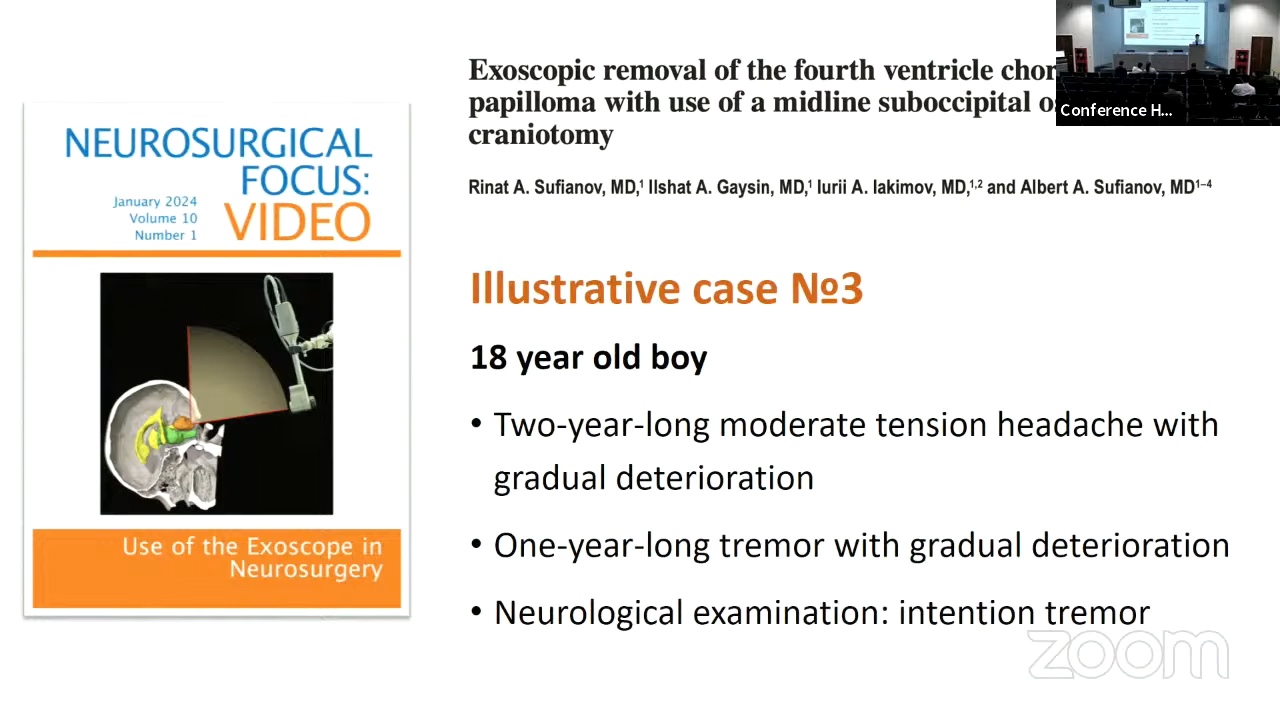 NEUROSURGICAL
FOCUS:
VIDEO
January 2024
Volume 10
Number 1
Use of the Exoscope in
Neurosurgery
Exoscopic removal of the fourth ventricle
papilloma with use of a midline suboccipital
craniotomy
Rinat A. Sufianov, MD,¹ Ilshat A. Gaysin, MD,¹ Iurii A. Iakimov, MD,¹,² and Albert A. Sufianov, MD¹⁻⁴
Conference H...
Illustrative case №3
18 year old boy
• Two-year-long moderate tension headache with
gradual deterioration
• One-year-long tremor with gradual deterioration
• Neurological examination: intention tremor
zoom